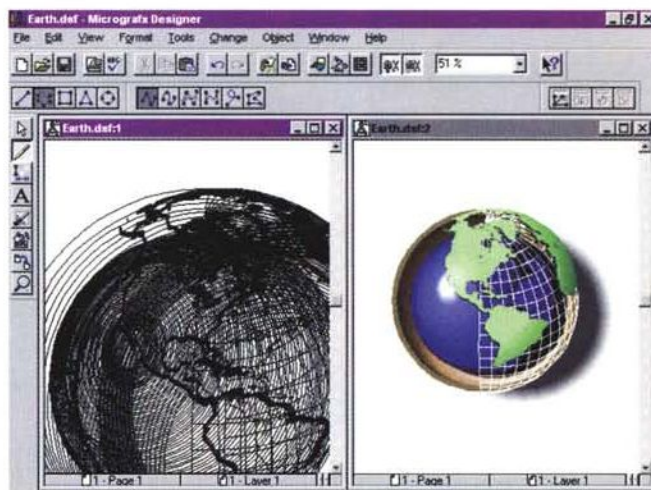 Earth.dsf - Micrografx Designer
File Edit View Format Tools Change Object Window Help
51 %
Earth.dsf:1
Earth.dsf:2
A
1 - Page 1
1 - Layer 1
1 - Page 1
1 - Layer 1